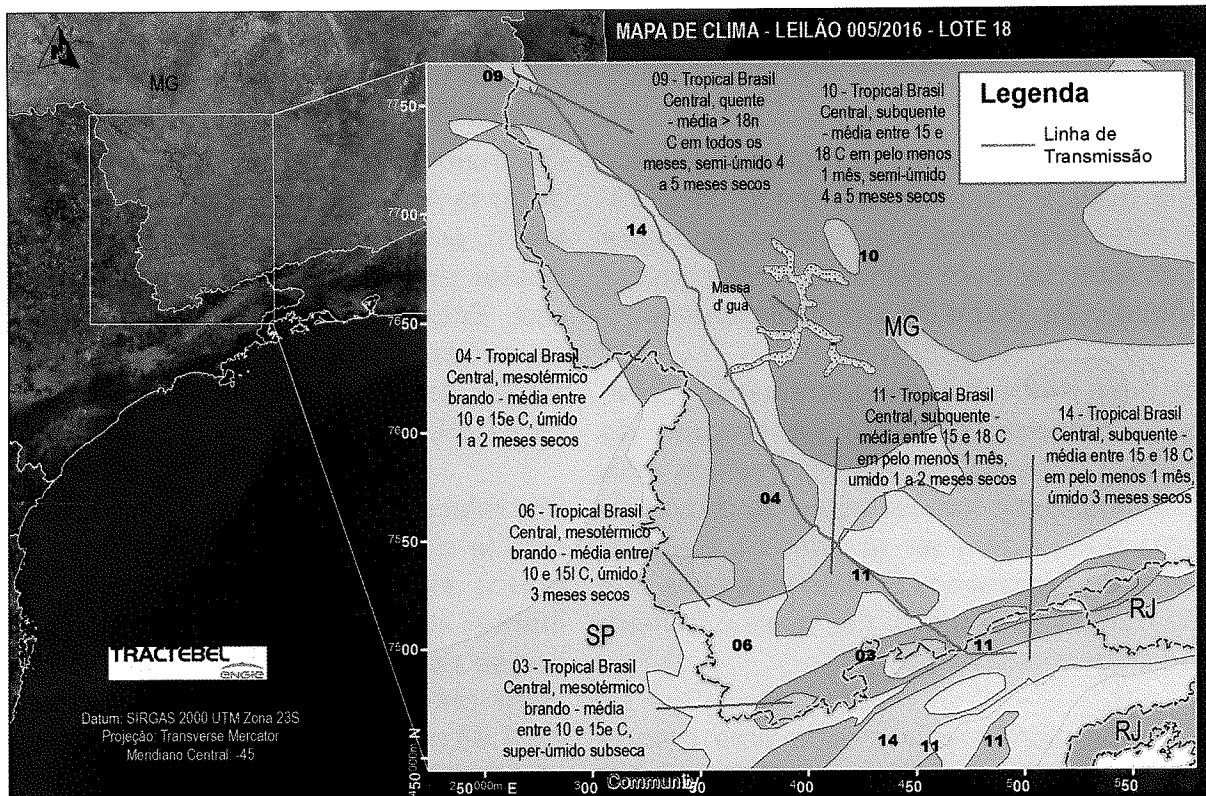 MAPA DE CLIMA - LEILÃO 005/2016 - LOTE 18
N
MG
09
09 - Tropical Brasil
Central, quente
- média > 18n
C em todos os
meses, semi-úmido 4
a 5 meses secos
10 - Tropical Brasil
Central, subquente
- média entre 15 e
18 C em pelo menos
1 mês, semi-úmido
4 a 5 meses secos
Legenda
Linha de
Transmissão
7750
7700
7650
7600
7550
7500
7450000m. N
SP
14
10
Massa
d' gua
MG
04 - Tropical Brasil
Central, mesotérmico
brando - média entre
10 e 15e C, úmido
1 a 2 meses secos
11 - Tropical Brasil
Central, subquente -
média entre 15 e 18 C
em pelo menos 1 mês,
umido 1 a 2 meses secos
14 - Tropical Brasil
Central, subquente -
média entre 15 e 18 C
em pelo menos 1 mês,
úmido 3 meses secos
04
06 - Tropical Brasil
Central, mesotérmico
brando - média entre
10 e 15l C, úmido
3 meses secos
11
RJ
SP
06
03
11
03 - Tropical Brasil
Central, mesotérmico
brando - média
entre 10 e 15e C,
super-úmido subseca
14
11
11
RJ
TRACTEBEL
ENGIE
Datum: SIRGAS 2000 UTM Zona 23S
Projeção: Transverse Mercator
Meridiano Central: -45
Community
250000m. E 300 350 400 450 500 550